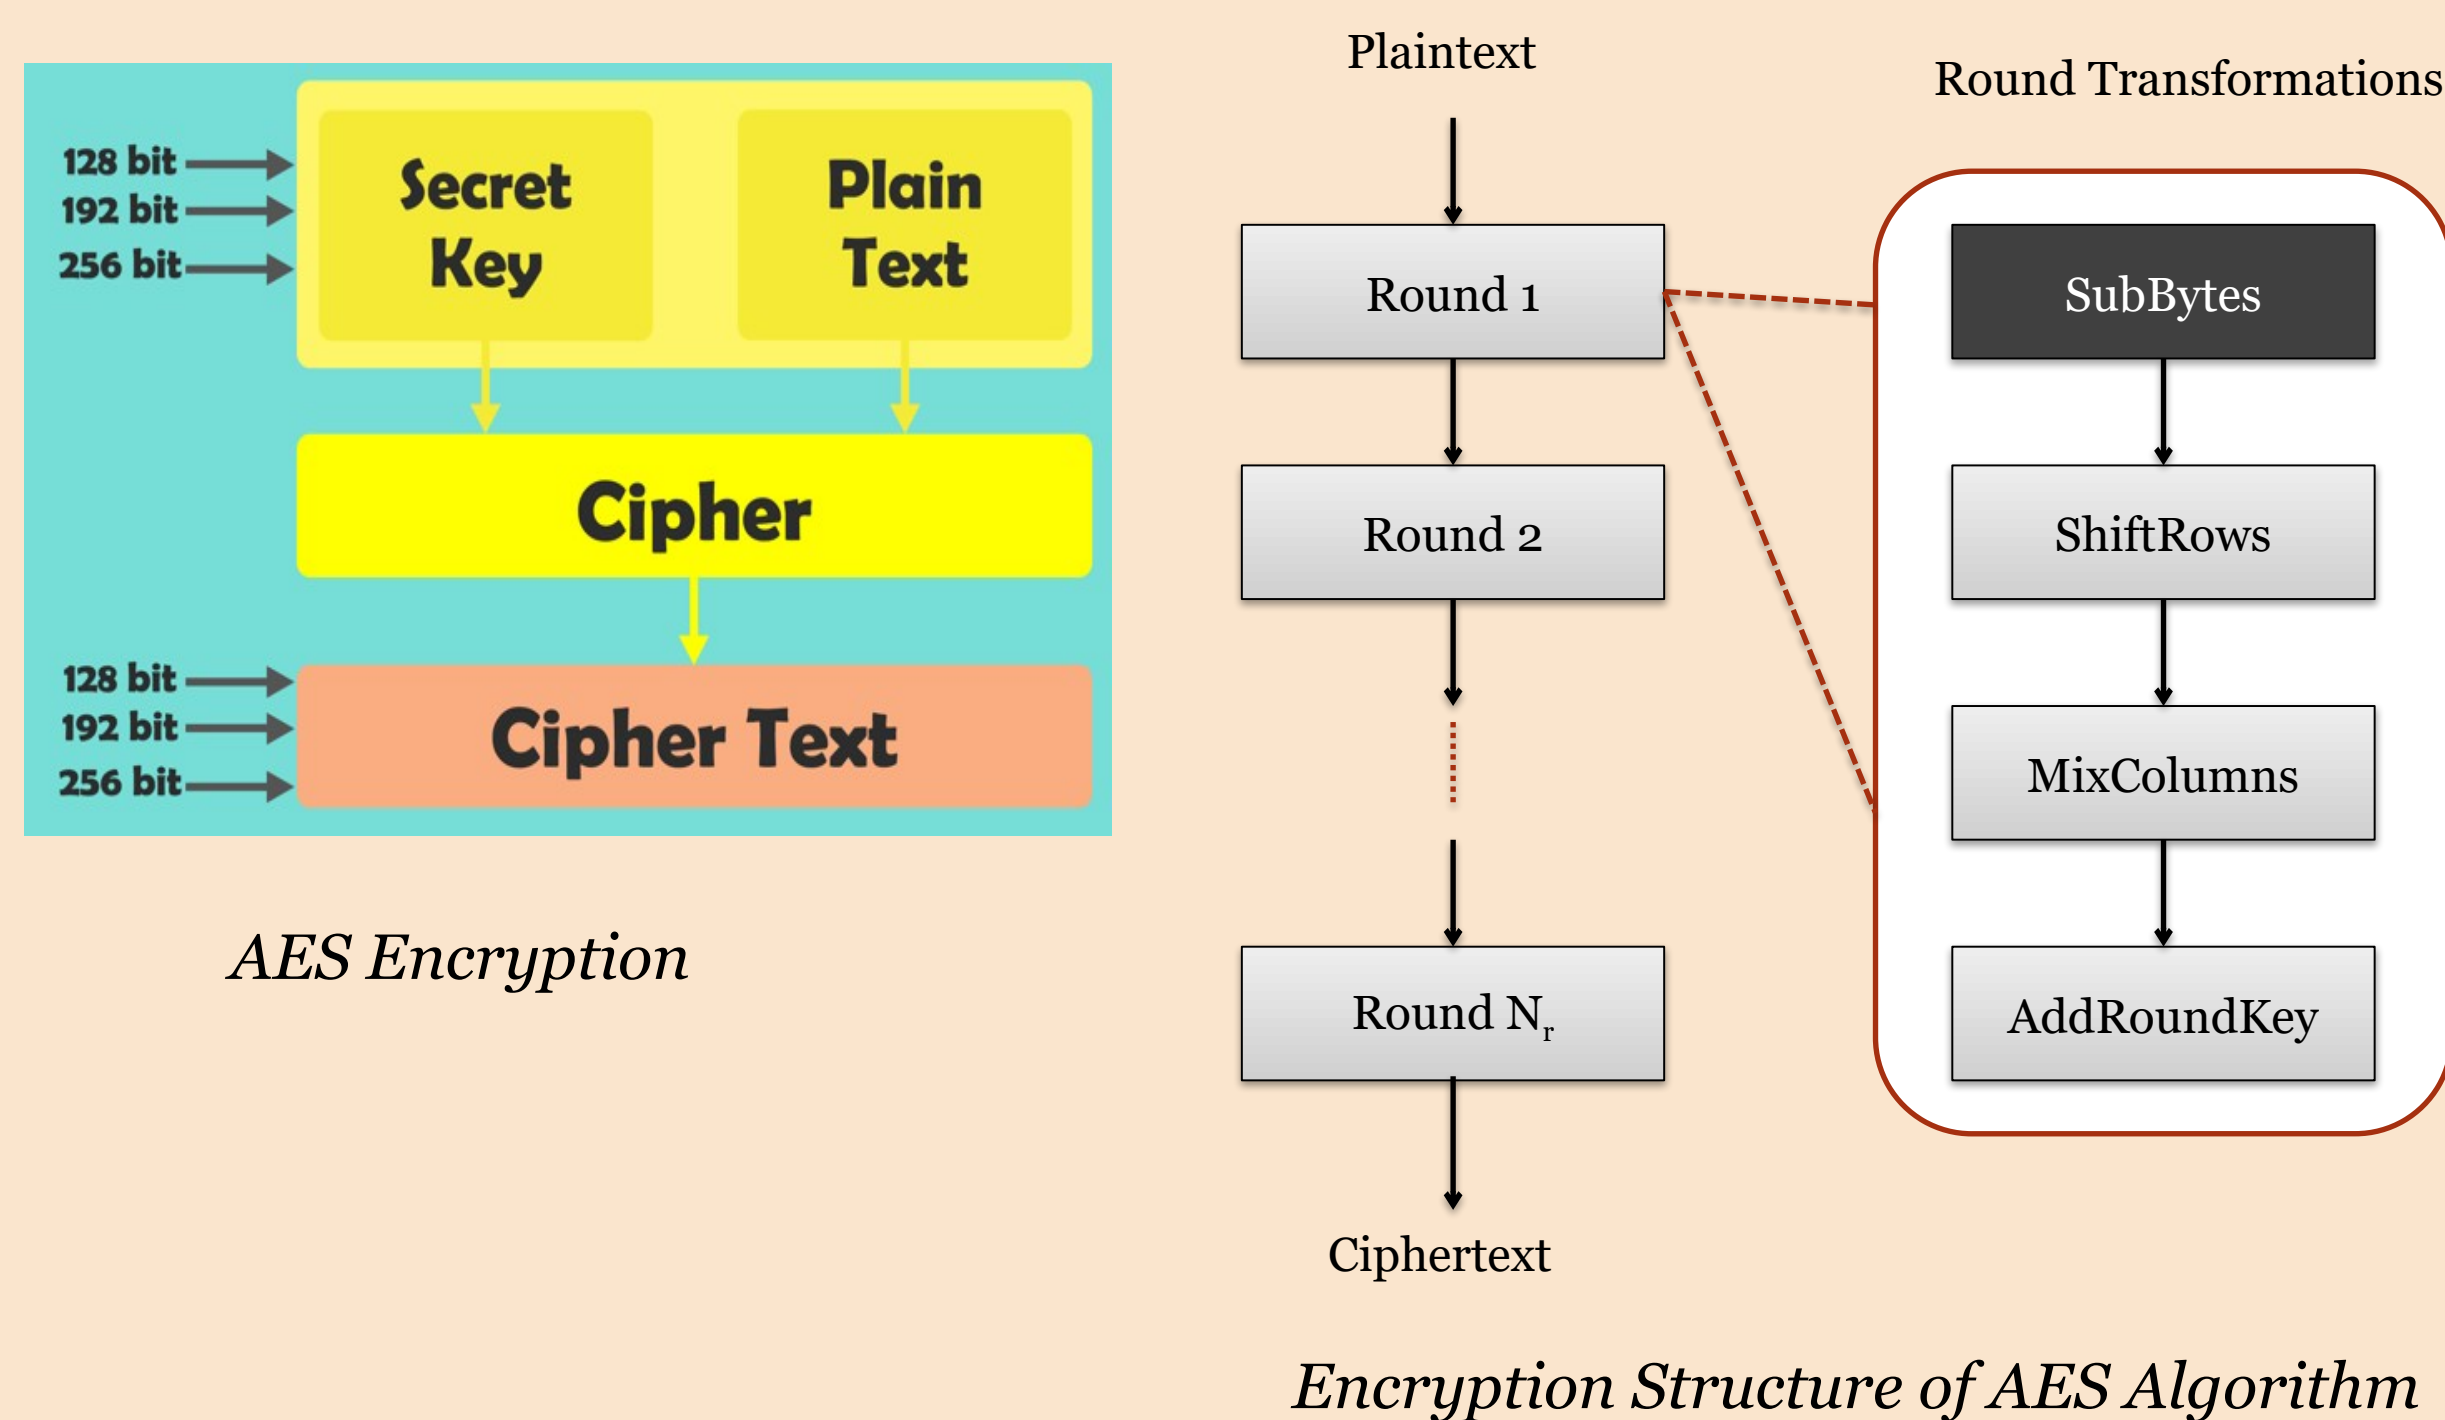 128 bit
192 bit
256 bit
Secret
Key
Plain
Text
Cipher
128 bit
192 bit
256 bit
Cipher Text
AES Encryption
Plaintext
Round 1
Round 2
Round Nr
Ciphertext
Round Transformations
SubBytes
ShiftRows
MixColumns
AddRoundKey
Encryption Structure of AES Algorithm